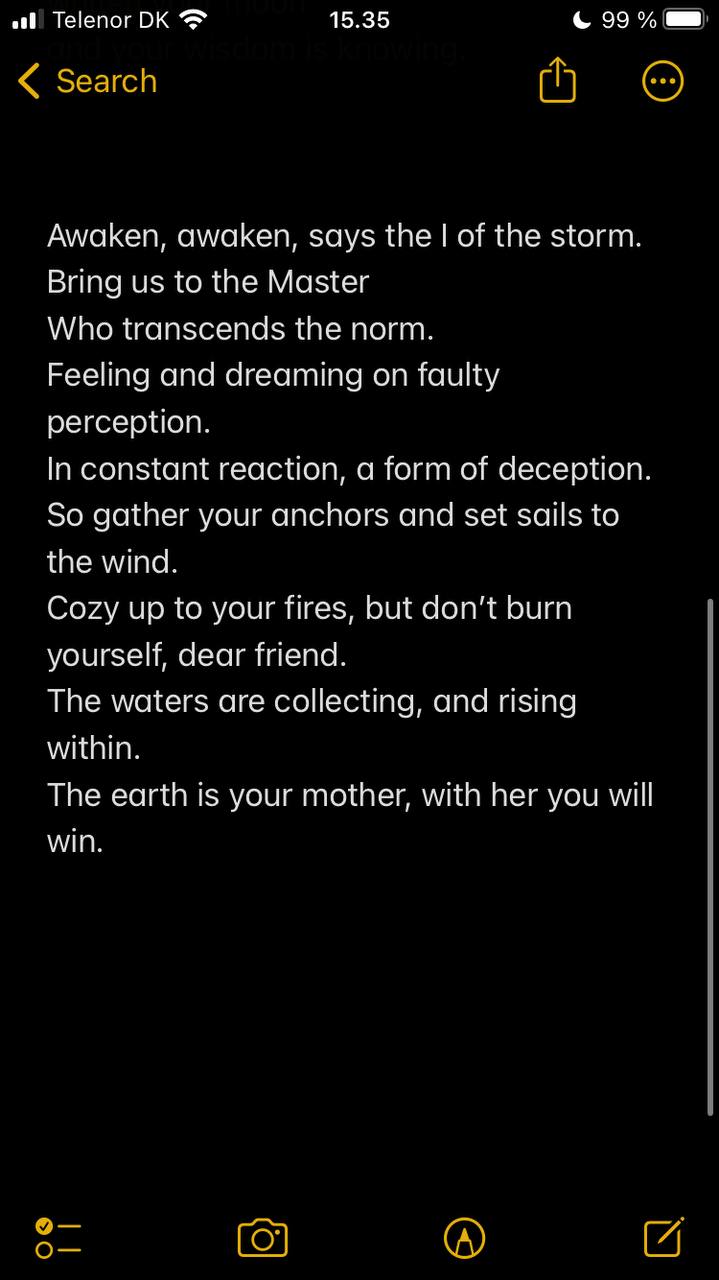 Telenor DK 15.35 99 %
and your wisdom is knowing.
Search
Awaken, awaken, says the I of the storm.
Bring us to the Master
Who transcends the norm.
Feeling and dreaming on faulty
perception.
In constant reaction, a form of deception.
So gather your anchors and set sails to
the wind.
Cozy up to your fires, but don’t burn
yourself, dear friend.
The waters are collecting, and rising
within.
The earth is your mother, with her you will
win.